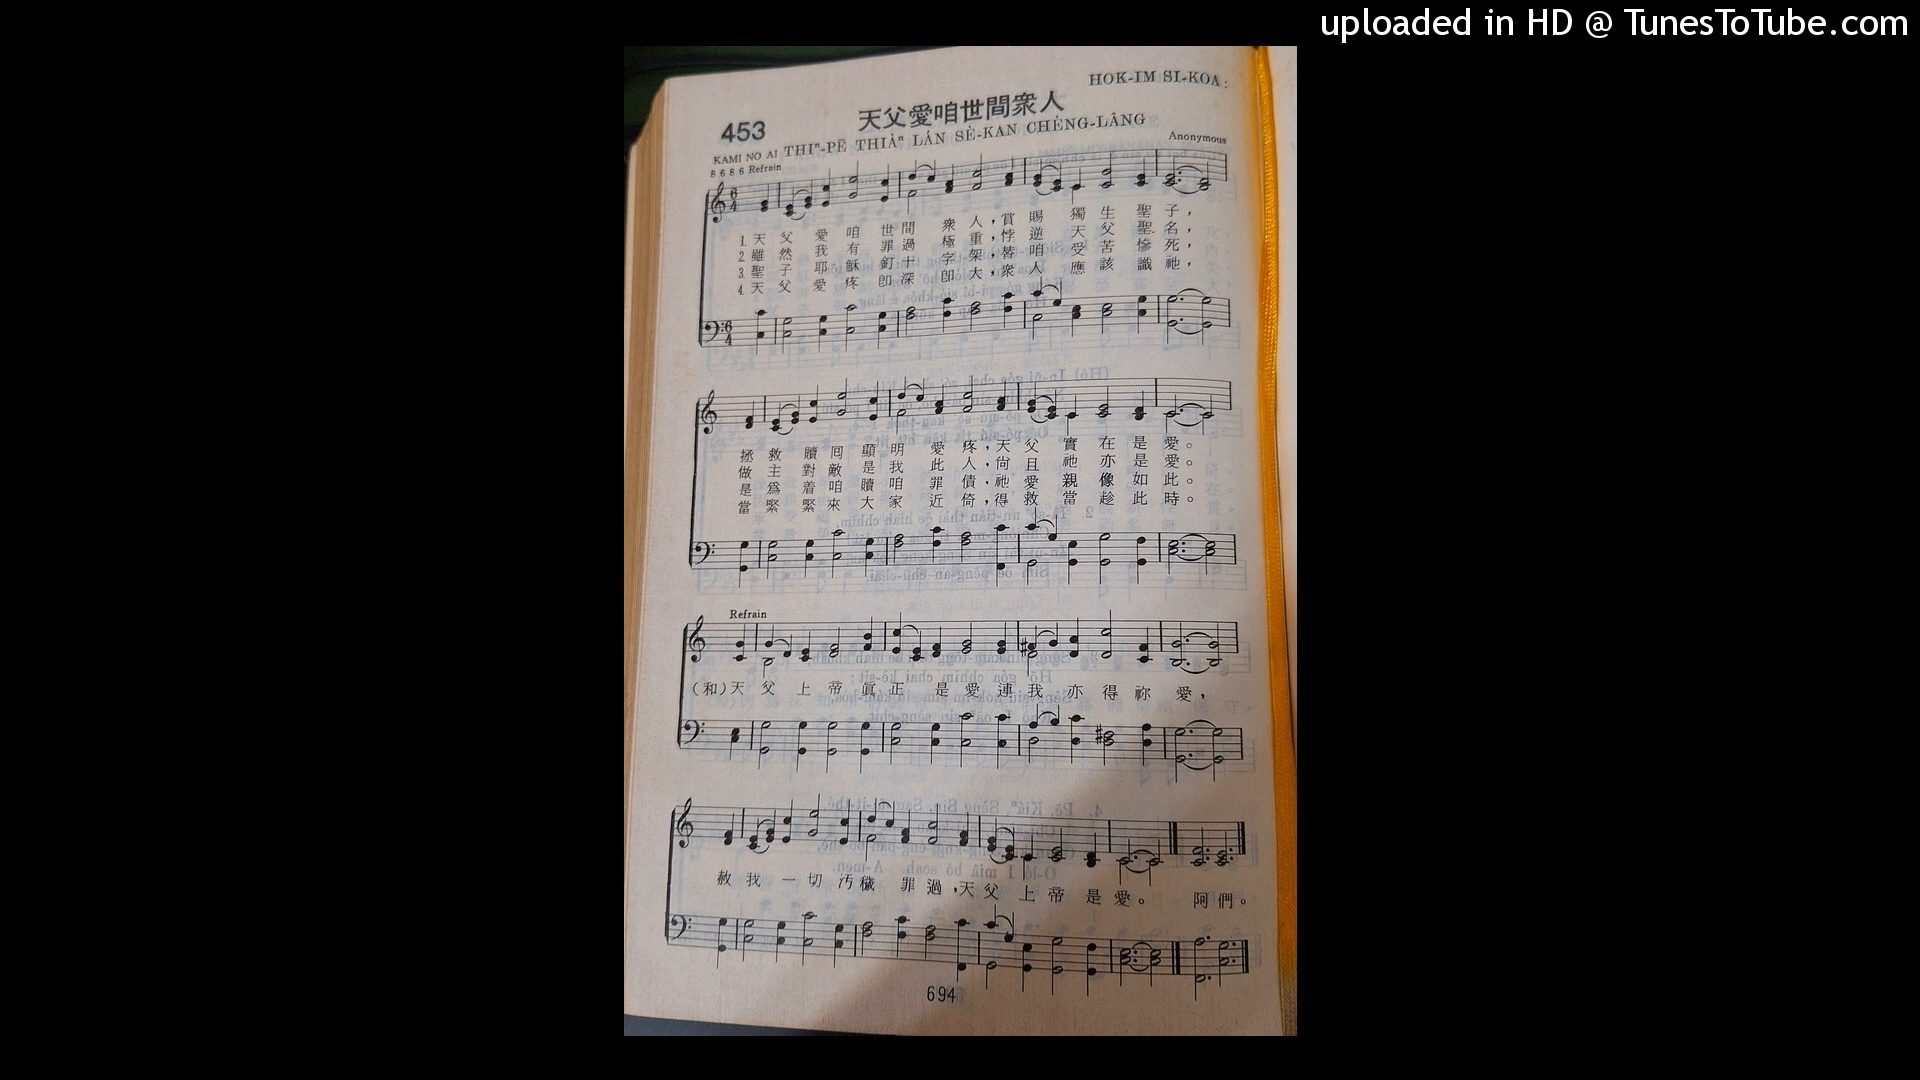 uploaded in HD @ TunesToTube.com
HOK-IM SI-KOA:
453
天父愛咱世間衆人
KAMI NO AI THIⁿ-PĒ THIÀⁿ LÁN SÈ-KAN CHÈNG-LÂNG
8 6 8 6 Refrain
Anonymous
1. 天父愛咱世間衆人,賞賜獨生聖子,
2. 雖然我有罪過極重,悖逆天父聖名,
3. 聖子耶穌釘十字架,替咱受苦慘死,
4. 天父愛疼卽深卽大,衆人應該識祂,
拯救贖囘顯明愛疼,天父實在是愛。
做主對敵是我此人,尙且祂亦是愛。
是爲着咱贖咱罪債,祂愛親像如此。
當緊緊來大家近倚,得救當趁此時。
Refrain
(和)天父上帝眞正是愛連我亦得祢愛,
赦我一切汚穢罪過,天父上帝是愛。 阿們。
694